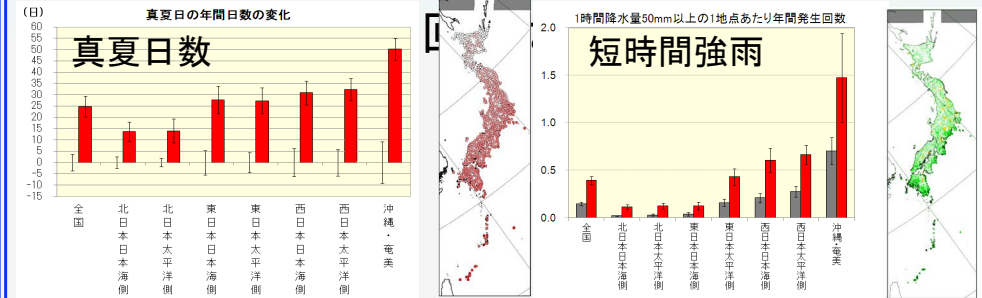 (日)
真夏日の年間日数の変化
真夏日数
60
55
50
45
40
35
30
25
20
15
10
5
0
-5
-10
-15
全国
北日本日本海側
北日本太平洋側
東日本日本海側
東日本太平洋側
西日本日本海側
西日本太平洋側
沖縄・奄美
1時間降水量50mm以上の1地点あたり年間発生回数
短時間強雨
2.0
1.5
1.0
0.5
0.0
全国
北日本日本海側
北日本太平洋側
東日本日本海側
東日本太平洋側
西日本日本海側
西日本太平洋側
沖縄・奄美